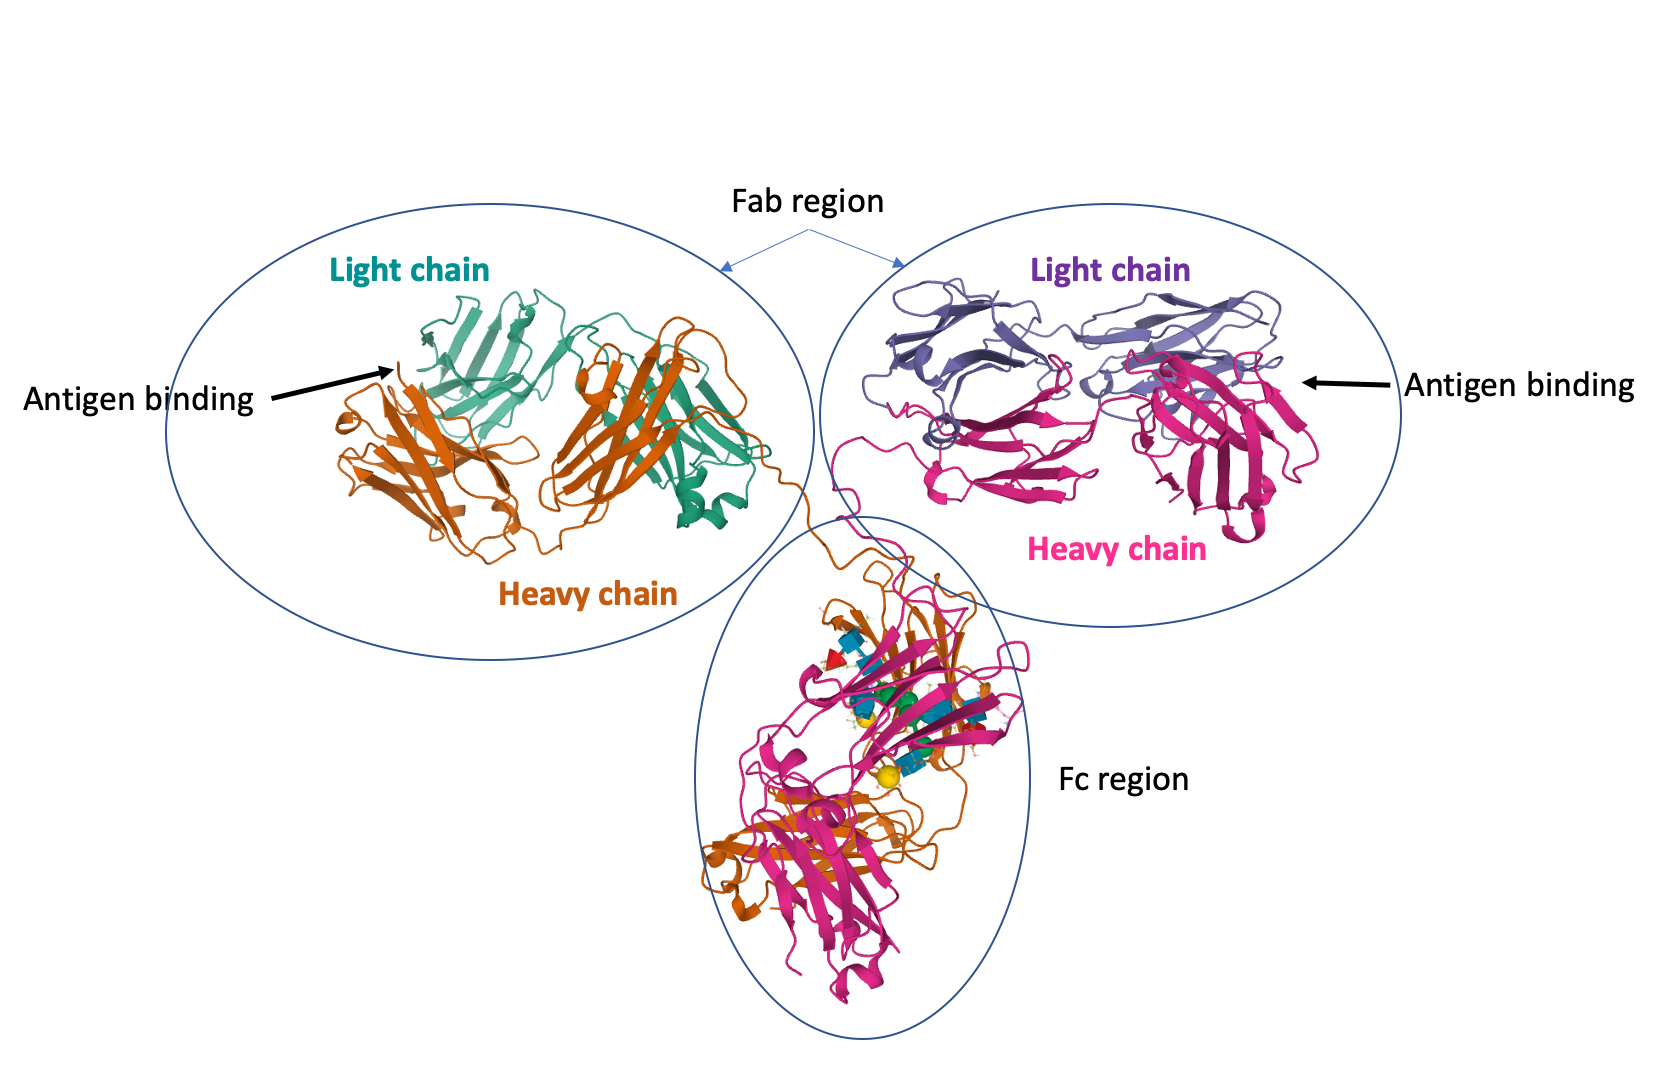 Fab region
Light chain
Light chain
Antigen binding
Antigen binding
Heavy chain
Heavy chain
Fc region